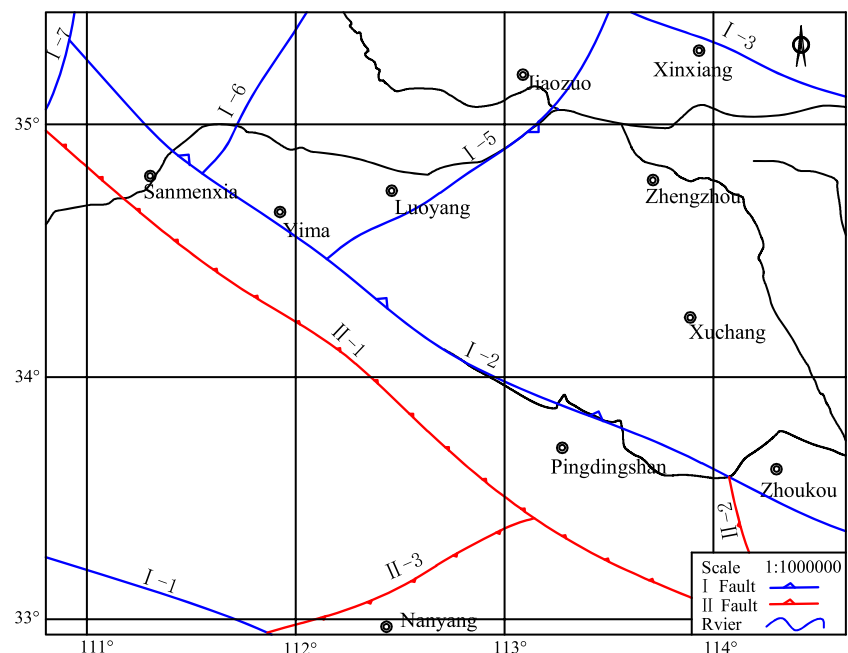 I-7
I-3
Xinxiang
Jiaozuo
I-6
35°
I-5
Sanmenxia
Luoyang
Zhengzhou
Yima
Xuchang
II-1
I-2
34°
Pingdingshan
Zhoukou
II-2
II-3
I-1
Scale 1:1000000
I Fault
II Fault
Rvier
33°
Nanyang
111°
112°
113°
114°